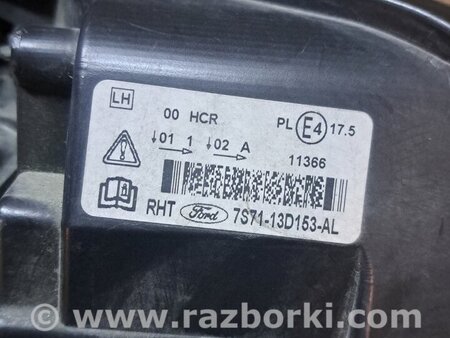 LH
00 HCR PL E4 17.5
01 1 02 A 11366
RHT Ford 7S71-13D153-AL
www.razborki.com